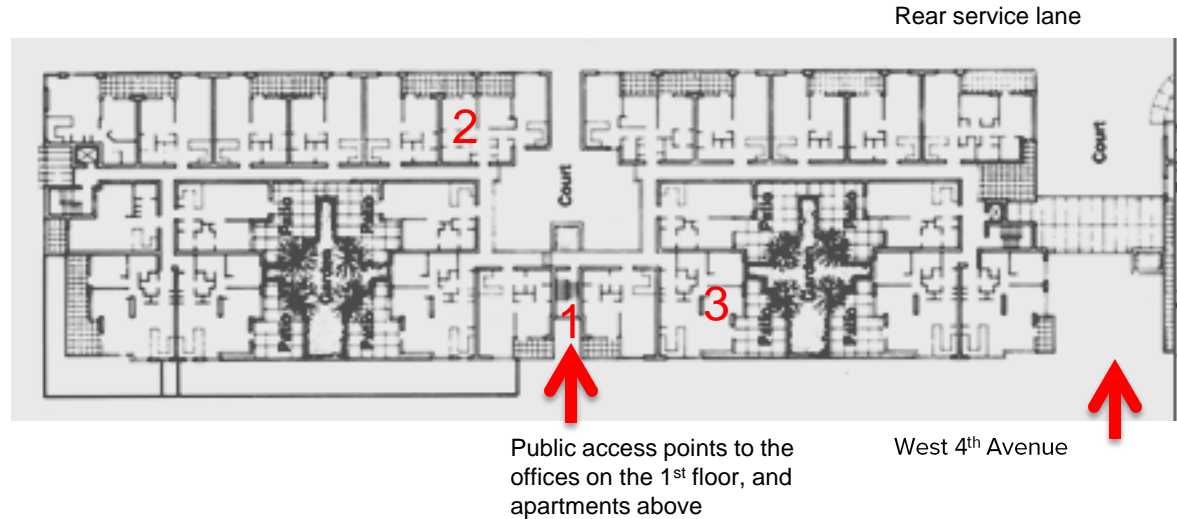 Rear service lane
2
Court
Court
Patio
Patio
Patio
Patio
Garden
Garden
3
1
Patio
Patio
Patio
Patio
Public access points to the
offices on the 1st floor, and
apartments above
West 4th Avenue